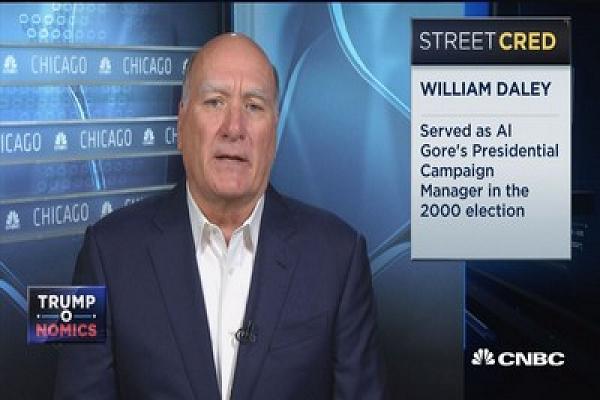 STREET CRED
WILLIAM DALEY
Served as Al
Gore's Presidential
Campaign
Manager in the
2000 election
CHICAGO
CHICAGO
CHICAGO
CHICAGO
CHICAGO
TRUMP
O
NOMICS
CNBC